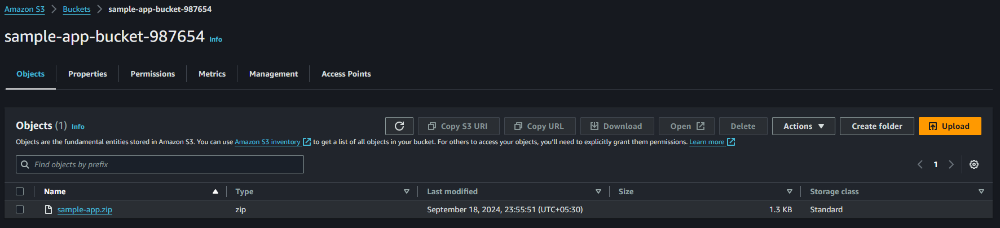 Amazon S3 > Buckets > sample-app-bucket-987654
sample-app-bucket-987654 Info
Objects Properties Permissions Metrics Management Access Points
Objects (1) Info Copy S3 URI Copy URL Download Open Delete Actions Create folder Upload
Objects are the fundamental entities stored in Amazon S3. You can use Amazon S3 inventory to get a list of all objects in your bucket. For others to access your objects, you'll need to explicitly grant them permissions. Learn more
Find objects by prefix 1
Name Type Last modified Size Storage class
sample-app.zip zip September 18, 2024, 23:55:51 (UTC+05:30) 1.3 KB Standard